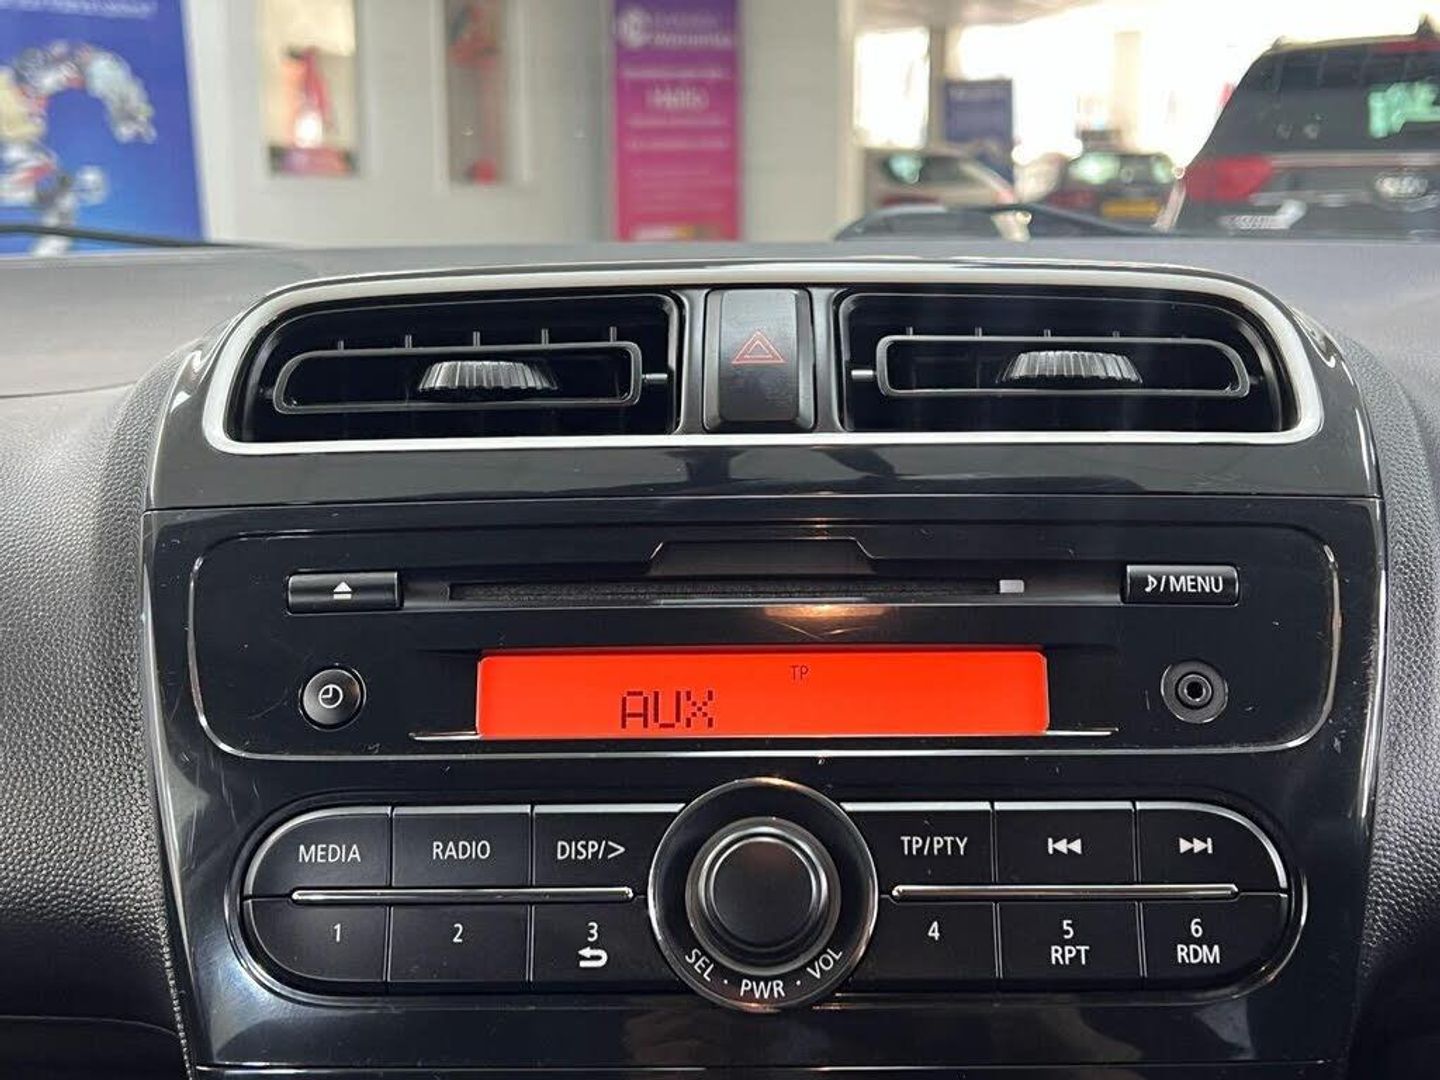 Hello
♪/MENU
TP
AUX
MEDIA
RADIO
DISP/>
TP/PTY
1
2
3
4
5
RPT
6
RDM
SEL · PWR · VOL